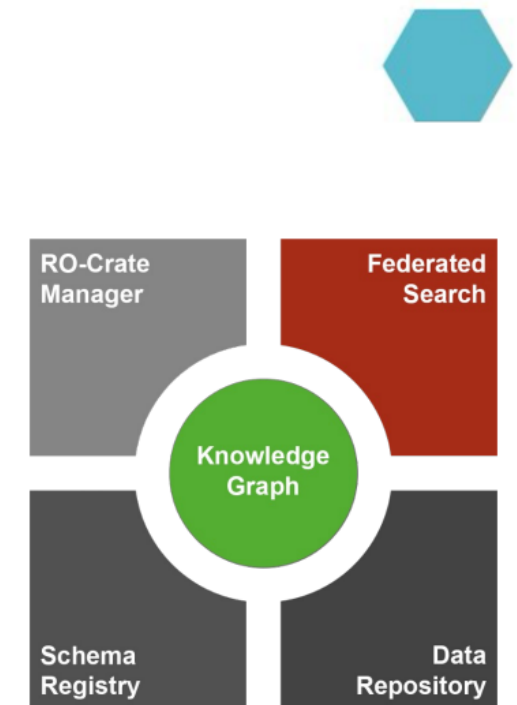 RO-Crate
Manager
Federated
Search
Knowledge
Graph
Schema
Registry
Data
Repository